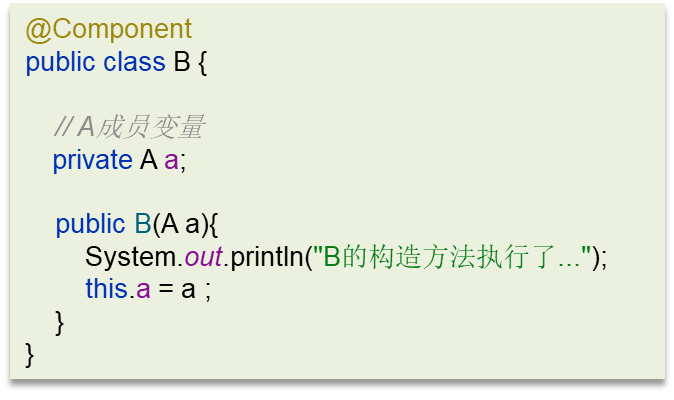 @Component
public class B {
// A成员变量
private A a;
public B(A a){
System.out.println("B的构造方法执行了...");
this.a = a ;
}
}